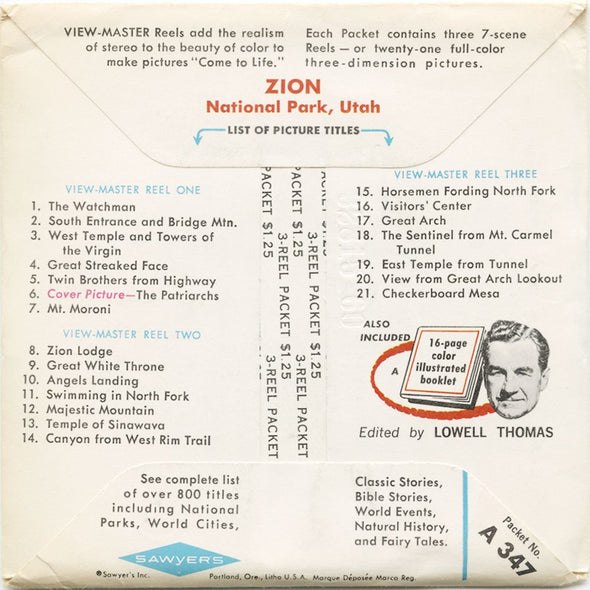 VIEW-MASTER Reels add the realism
of stereo to the beauty of color to
make pictures "Come to Life."
Each Packet contains three 7-scene
Reels — or twenty-one full-color
three-dimension pictures.
ZION
National Park, Utah
LIST OF PICTURE TITLES
VIEW-MASTER REEL ONE
1. The Watchman
2. South Entrance and Bridge Mtn.
3. West Temple and Towers of
the Virgin
4. Great Streaked Face
5. Twin Brothers from Highway
6. Cover Picture—The Patriarchs
7. Mt. Moroni
VIEW-MASTER REEL TWO
8. Zion Lodge
9. Great White Throne
10. Angels Landing
11. Swimming in North Fork
12. Majestic Mountain
13. Temple of Sinawava
14. Canyon from West Rim Trail
PACKET $1.25
3-REEL PACKET
PACKET $1.25
3-REEL PACKET $1.25
PACKET $1.25
3-REEL PACKET
3-REEL PACKET $1.25
VIEW-MASTER REEL THREE
15. Horsemen Fording North Fork
16. Visitors' Center
17. Great Arch
18. The Sentinel from Mt. Carmel
Tunnel
19. East Temple from Tunnel
20. View from Great Arch Lookout
21. Checkerboard Mesa
ALSO
INCLUDED
A
16-page
color
illustrated
booklet
Edited by LOWELL THOMAS
See complete list
of over 800 titles
including National
Parks, World Cities,
Classic Stories,
Bible Stories,
World Events,
Natural History,
and Fairy Tales.
SAWYER'S
®Sawyer's Inc.
Portland, Ore., Litho U.S.A. Marque Déposée Marca Reg.
Packet No.
A 347